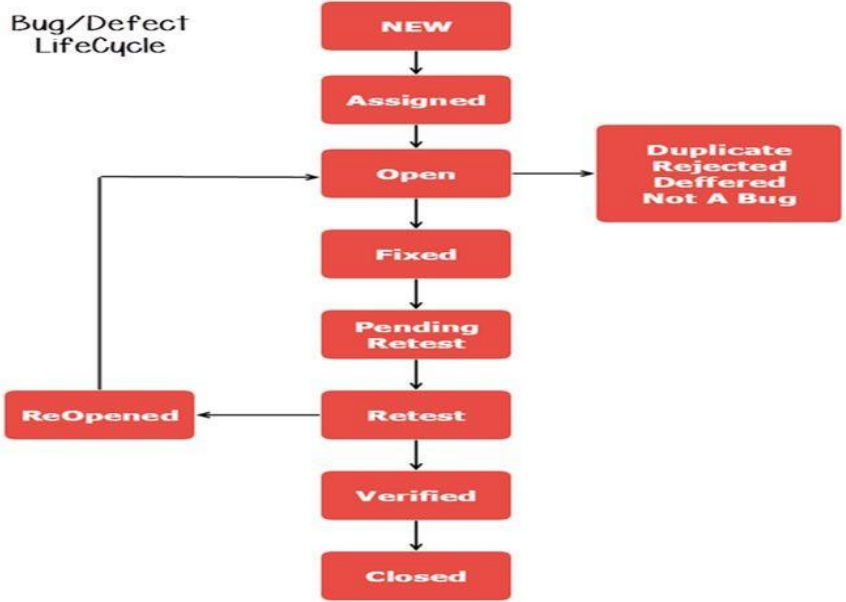 Bug/Defect
LifeCycle
NEW
Assigned
Open
Duplicate
Rejected
Deffered
Not A Bug
Fixed
Pending
Retest
ReOpened
Retest
Verified
Closed